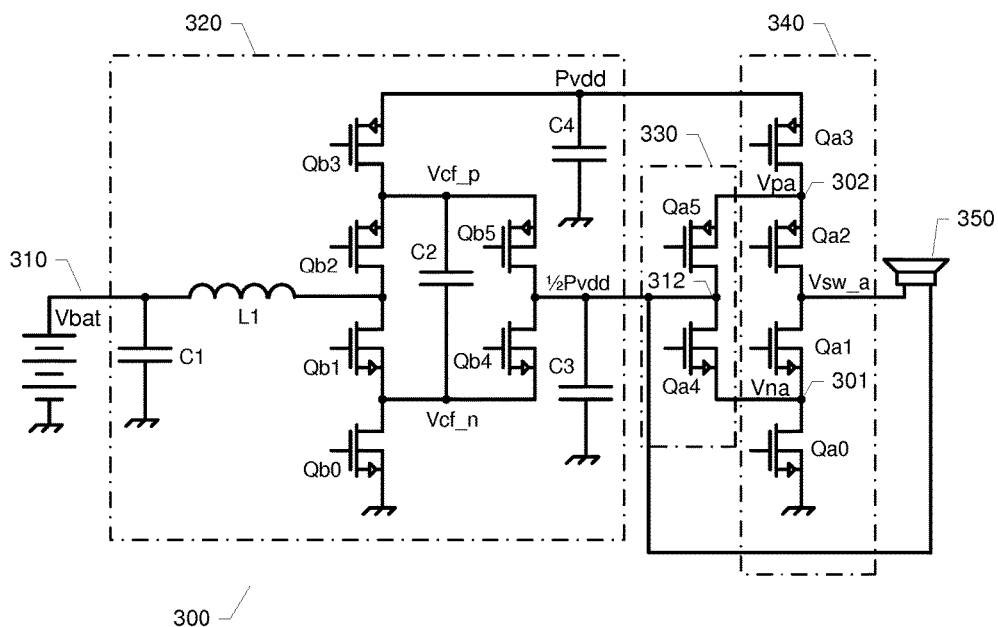 320
340
Pvdd
C4
330
Qb3
Qa3
Vcf_p
Vpa
302
Qa5
Qb5
Qb2
C2
Qa2
350
310
½Pvdd
312
Vsw_a
Vbat
L1
C1
Qb1
Qb4
C3
Qa4
Qa1
Vna
301
Vcf_n
Qb0
Qa0
300